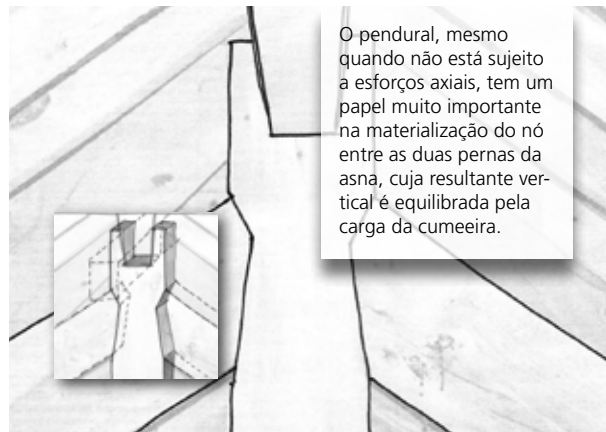 O pendural, mesmo
quando não está sujeito
a esforços axiais, tem um
papel muito importante
na materialização do nó
entre as duas pernas da
asna, cuja resultante ver-
tical é equilibrada pela
carga da cumeeira.